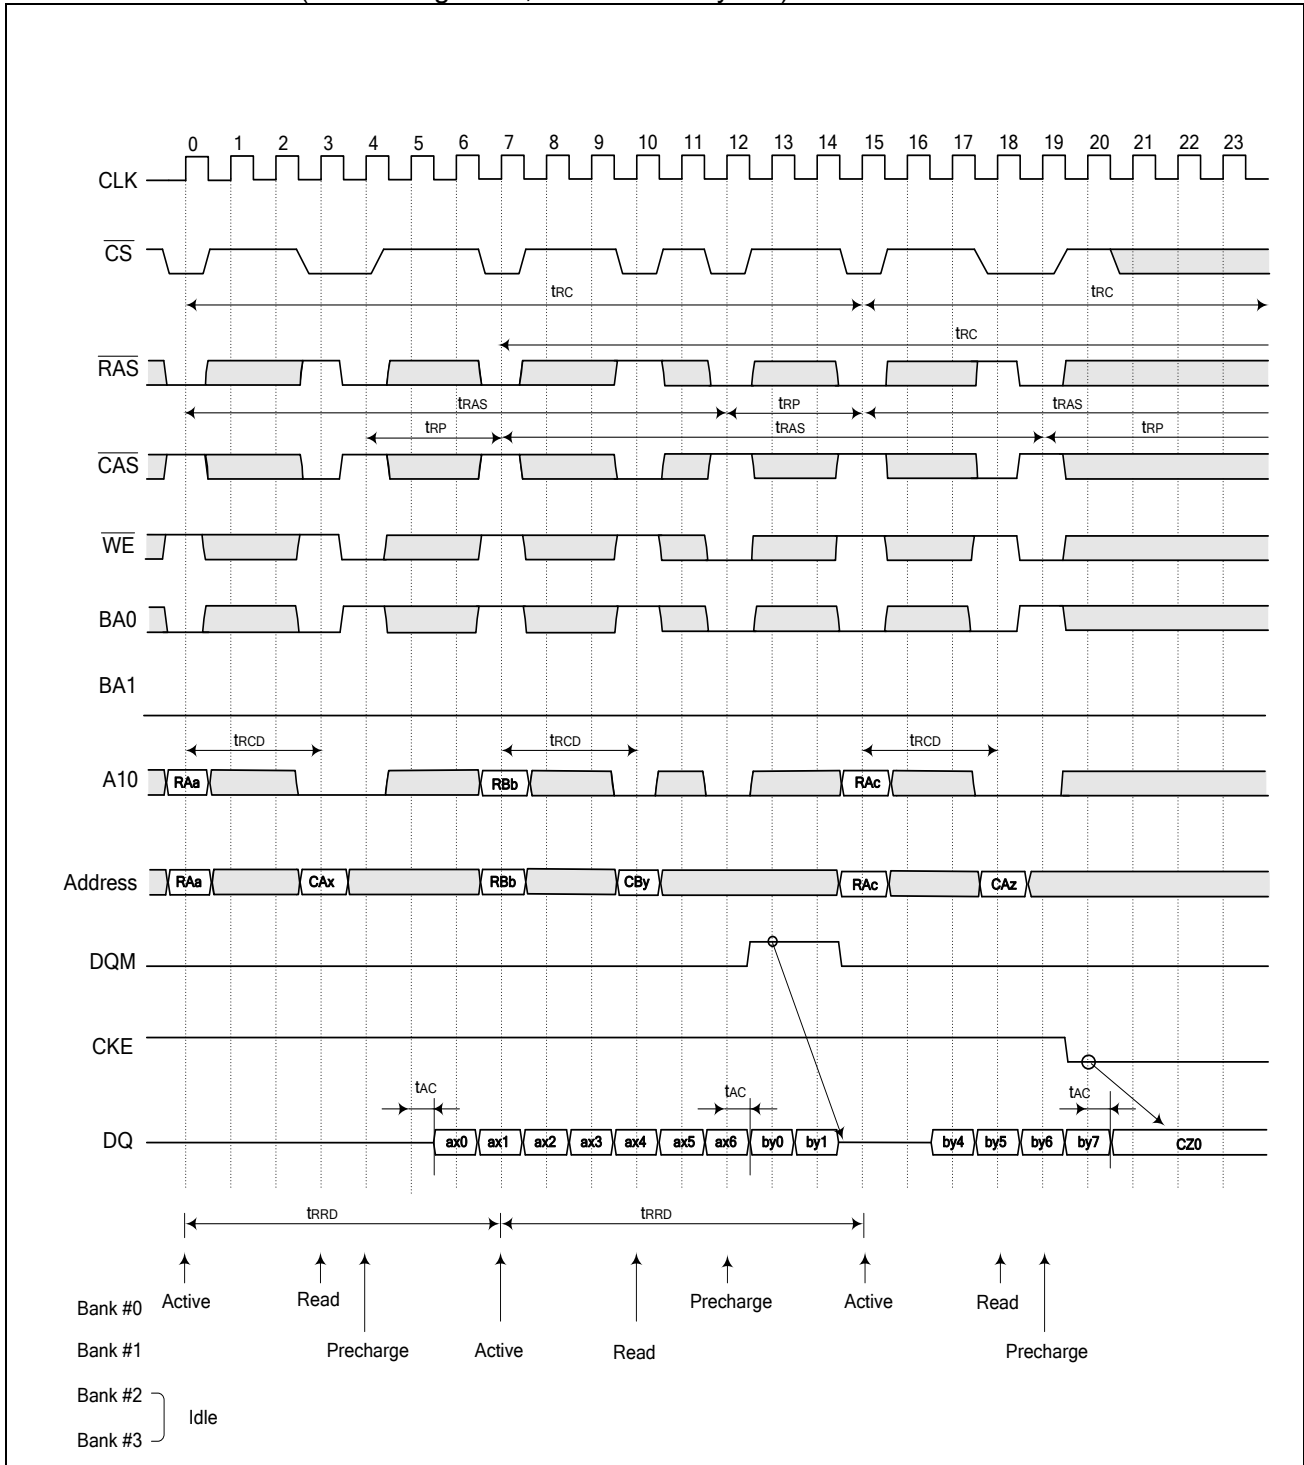 0 1 2 3 4 5 6 7 8 9 10 11 12 13 14 15 16 17 18 19 20 21 22 23
CLK
CS
tRC tRC
tRC
RAS
tRAS tRP tRAS
tRP tRAS tRP
CAS
WE
BA0
BA1
tRCD tRCD tRCD
A10 RAa RBb RAc
Address RAa CAx RBb CBy RAc CAz
DQM
CKE
tAC tAC tAC
DQ ax0 ax1 ax2 ax3 ax4 ax5 ax6 by0 by1 by4 by5 by6 by7 CZ0
tRRD tRRD
Bank #0 Active Read Precharge Active Read
Bank #1 Precharge Active Read Precharge
Bank #2
Idle
Bank #3